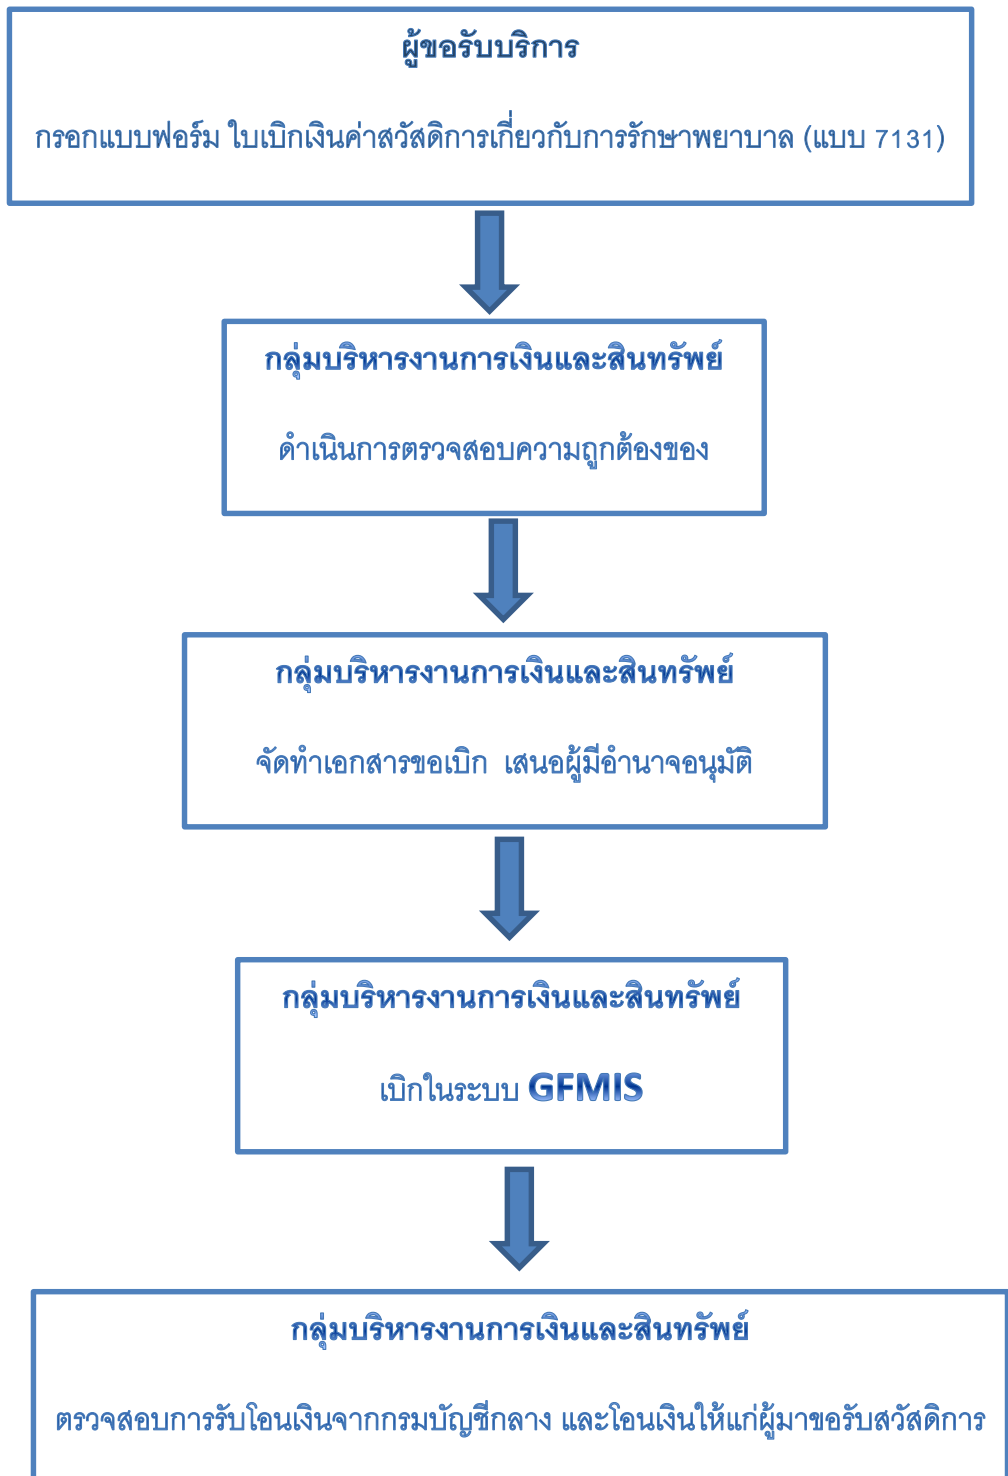 ผู้ขอรับบริการ
กรอกแบบฟอร์ม ใบเบิกเงินค่าสวัสดิการเกี่ยวกับการรักษาพยาบาล (แบบ 7131)
กลุ่มบริหารงานการเงินและสินทรัพย์
ดำเนินการตรวจสอบความถูกต้องของ
กลุ่มบริหารงานการเงินและสินทรัพย์
จัดทำเอกสารขอเบิก เสนอผู้มีอำนาจอนุมัติ
กลุ่มบริหารงานการเงินและสินทรัพย์
เบิกในระบบ GFMIS
กลุ่มบริหารงานการเงินและสินทรัพย์
ตรวจสอบการรับโอนเงินจากกรมบัญชีกลาง และโอนเงินให้แก่ผู้มาขอรับสวัสดิการ